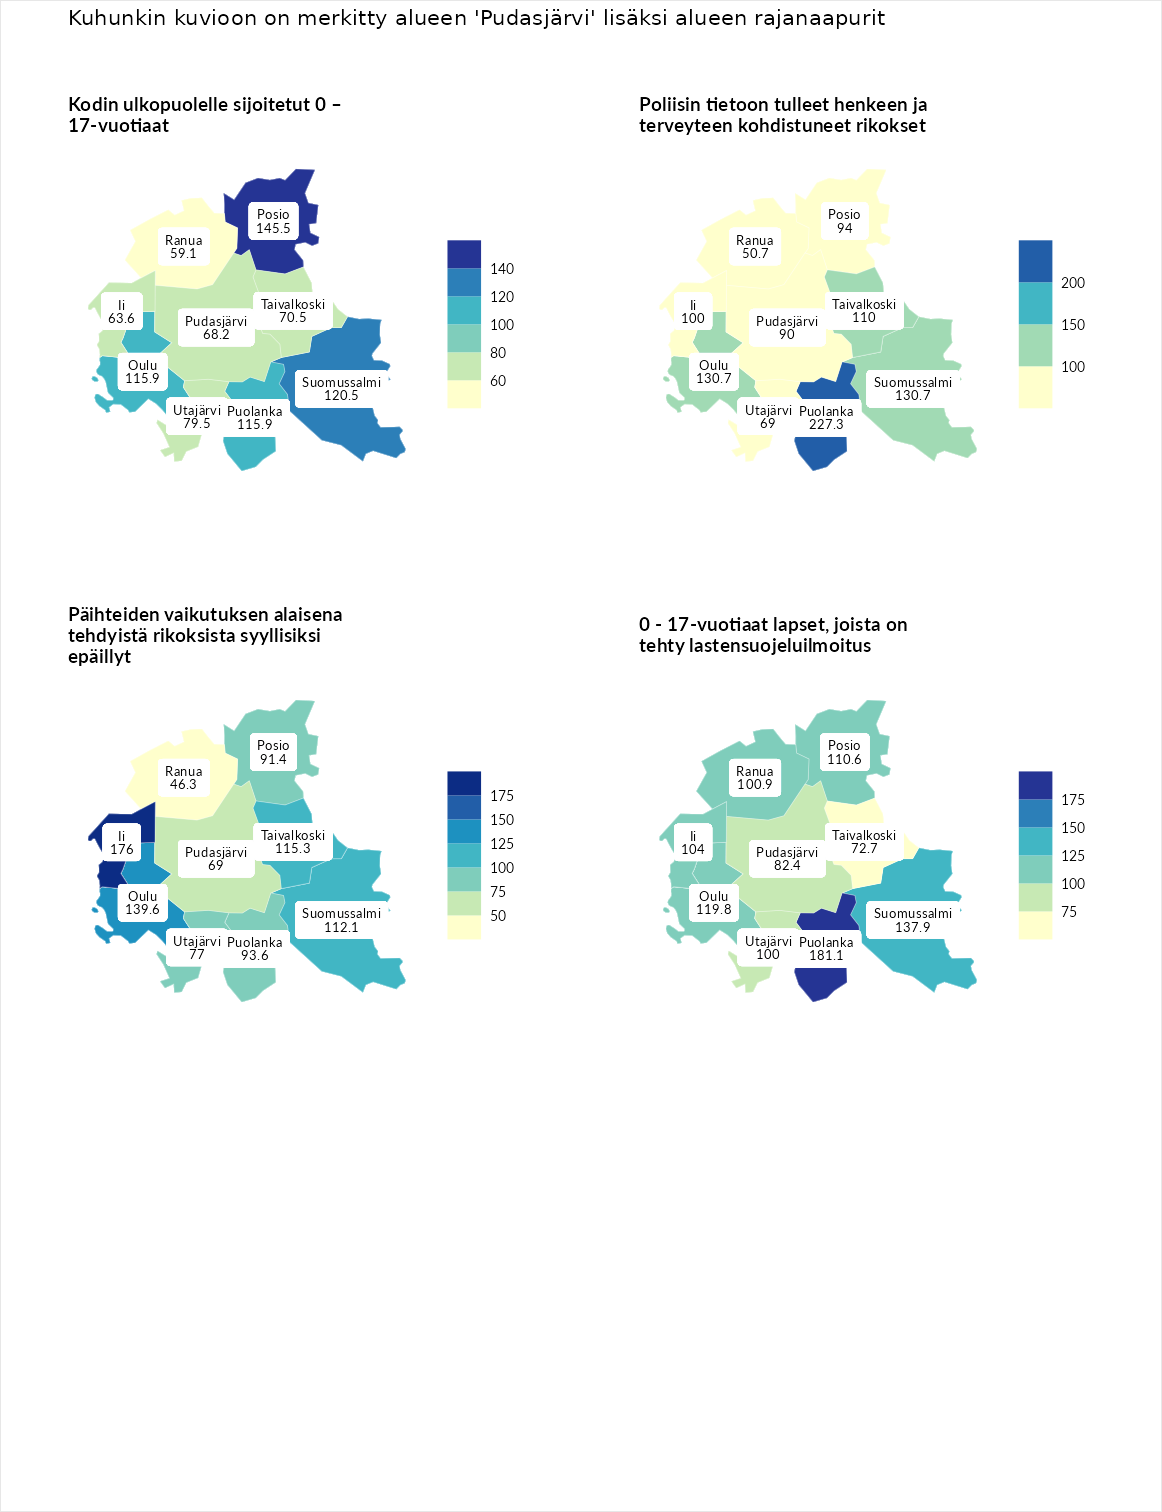 Kuhunkin kuvioon on merkitty alueen 'Pudasjärvi' lisäksi alueen rajanaapurit
Kodin ulkopuolelle sijoitetut 0 –
17-vuotiaat
Posio
145.5
Ranua
59.1
Ii
63.6
Taivalkoski
70.5
Pudasjärvi
68.2
Oulu
115.9
Suomussalmi
120.5
Utajärvi
79.5
Puolanka
115.9
140
120
100
80
60
Poliisin tietoon tulleet henkeen ja
terveyteen kohdistuneet rikokset
Posio
94
Ranua
50.7
Ii
100
Taivalkoski
110
Pudasjärvi
90
Oulu
130.7
Suomussalmi
130.7
Utajärvi
69
Puolanka
227.3
200
150
100
Päihteiden vaikutuksen alaisena
tehdyistä rikoksista syyllisiksi
epäillyt
Posio
91.4
Ranua
46.3
Ii
176
Taivalkoski
115.3
Pudasjärvi
69
Oulu
139.6
Suomussalmi
112.1
Utajärvi
77
Puolanka
93.6
175
150
125
100
75
50
0 - 17-vuotiaat lapset, joista on
tehty lastensuojeluilmoitus
Posio
110.6
Ranua
100.9
Ii
104
Taivalkoski
72.7
Pudasjärvi
82.4
Oulu
119.8
Suomussalmi
137.9
Utajärvi
100
Puolanka
181.1
175
150
125
100
75